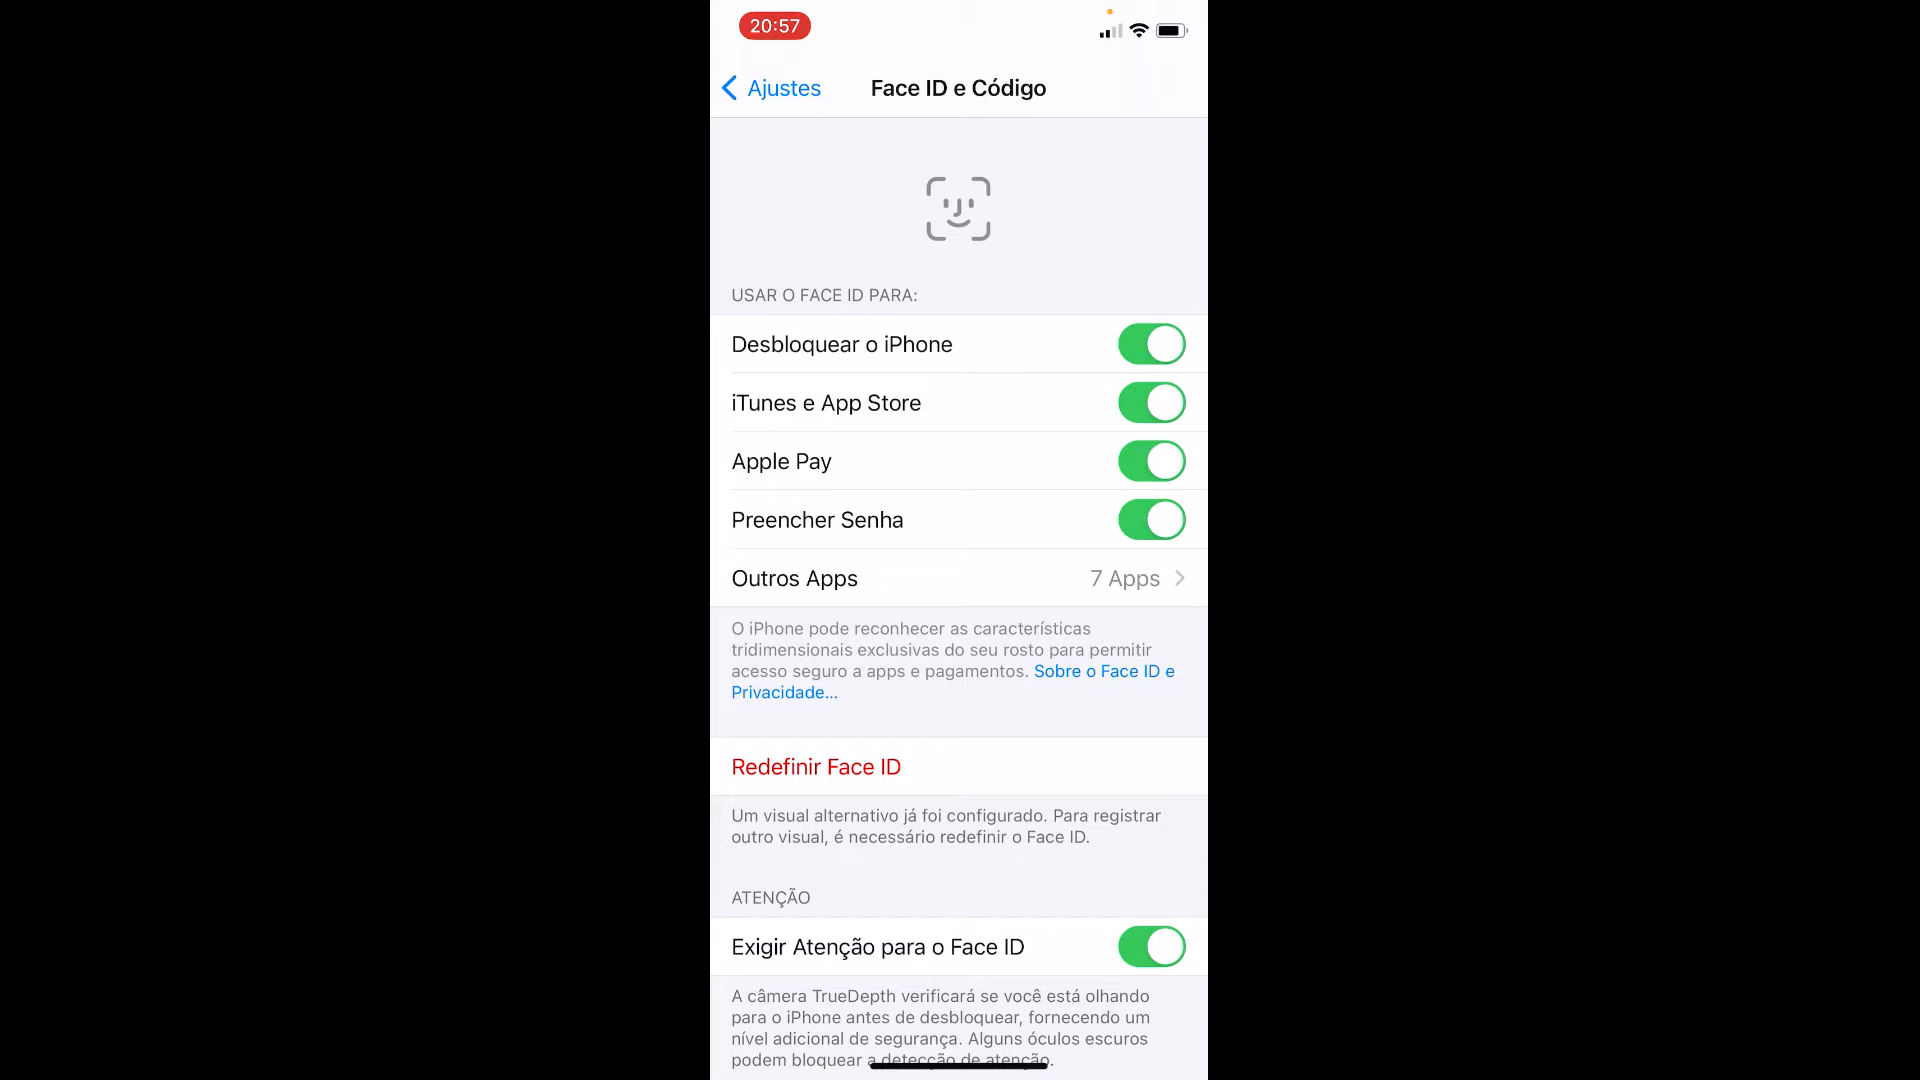 20:57
Ajustes
Face ID e Código
USAR O FACE ID PARA:
Desbloquear o iPhone
iTunes e App Store
Apple Pay
Preencher Senha
Outros Apps 7 Apps
O iPhone pode reconhecer as características
tridimensionais exclusivas do seu rosto para permitir
acesso seguro a apps e pagamentos. Sobre o Face ID e
Privacidade...
Redefinir Face ID
Um visual alternativo já foi configurado. Para registrar
outro visual, é necessário redefinir o Face ID.
ATENÇÃO
Exigir Atenção para o Face ID
A câmera TrueDepth verificará se você está olhando
para o iPhone antes de desbloquear, fornecendo um
nível adicional de segurança. Alguns óculos escuros
podem bloquear a detecção de atenção.